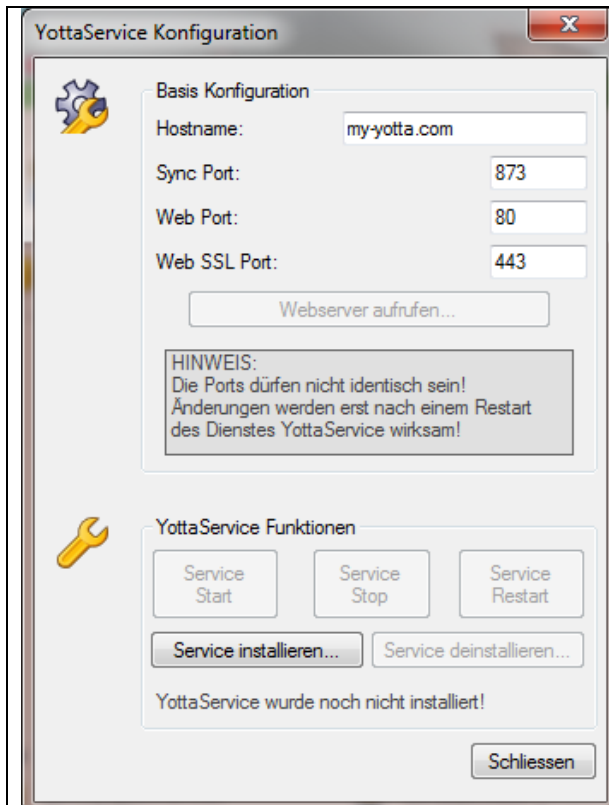 YottaService Konfiguration
Basis Konfiguration
Hostname: my-yotta.com
Sync Port: 873
Web Port: 80
Web SSL Port: 443
Webserver aufrufen...
HINWEIS:
Die Ports dürfen nicht identisch sein!
Änderungen werden erst nach einem Restart
des Dienstes YottaService wirksam!
YottaService Funktionen
Service Start
Service Stop
Service Restart
Service installieren...
Service deinstallieren...
YottaService wurde noch nicht installiert!
Schliessen